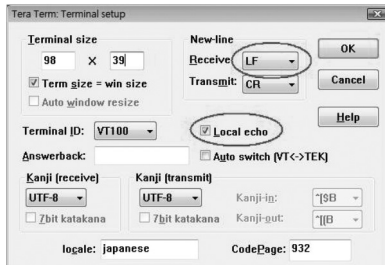 Tera Term: Terminal setup
Terminal size
98 X 39
Term size = win size
Auto window resize
New-line
Receive: LF
Transmit: CR
OK
Cancel
Help
Terminal ID: VT100
Local echo
Answerback:
Auto switch (VT<->TEK)
Kanji (receive)
UTF-8
7bit katakana
Kanji (transmit)
UTF-8
7bit katakana
Kanji-in: ^[$B
Kanji-out: ^[[B
locale: japanese
CodePage: 932